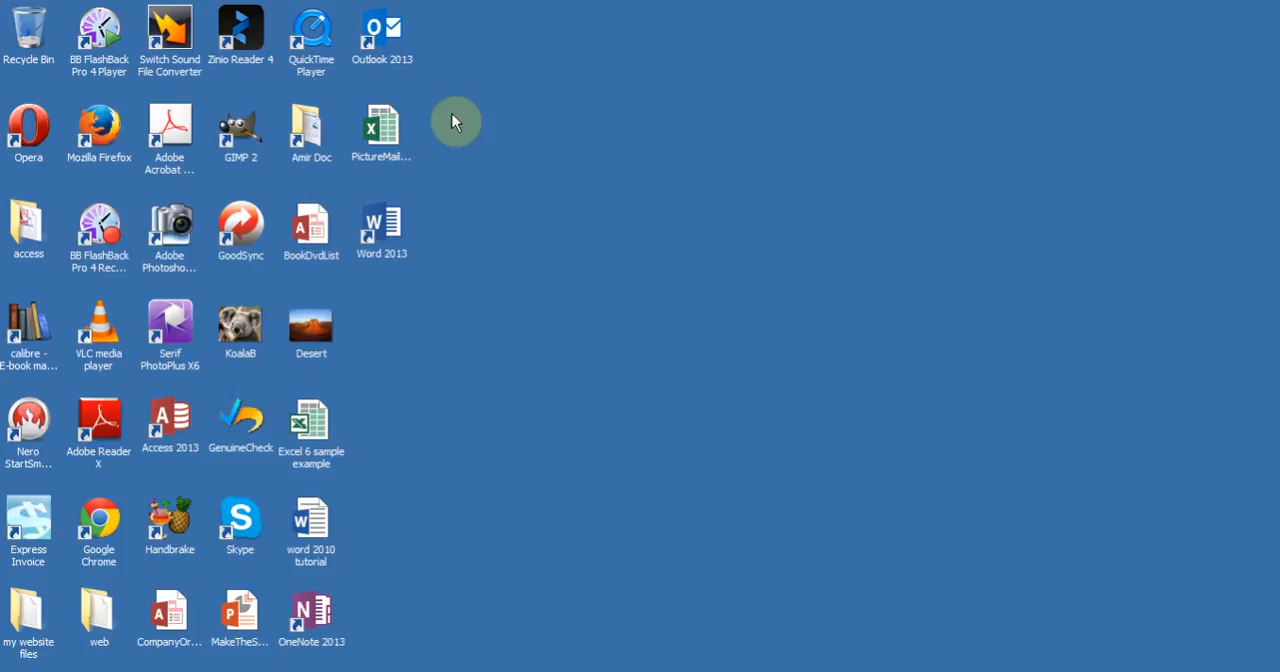 Recycle Bin
BB FlashBack
Pro 4 Player
Switch Sound
File Converter
Zinio Reader 4
QuickTime
Player
Outlook 2013
Opera
Mozilla Firefox
Adobe
Acrobat ...
GIMP 2
Amir Doc
PictureMail...
access
BB FlashBack
Pro 4 Rec...
Adobe
Photosho...
GoodSync
BookDvdList
Word 2013
calibre -
E-book ma...
VLC media
player
Serif
PhotoPlus X6
KoalaB
Desert
Nero
StartSm...
Adobe Reader
X
Access 2013
GenuineCheck
Excel 6 sample
example
Express
Invoice
Google
Chrome
Handbrake
Skype
word 2010
tutorial
my website
files
web
CompanyOr...
MakeTheS...
OneNote 2013